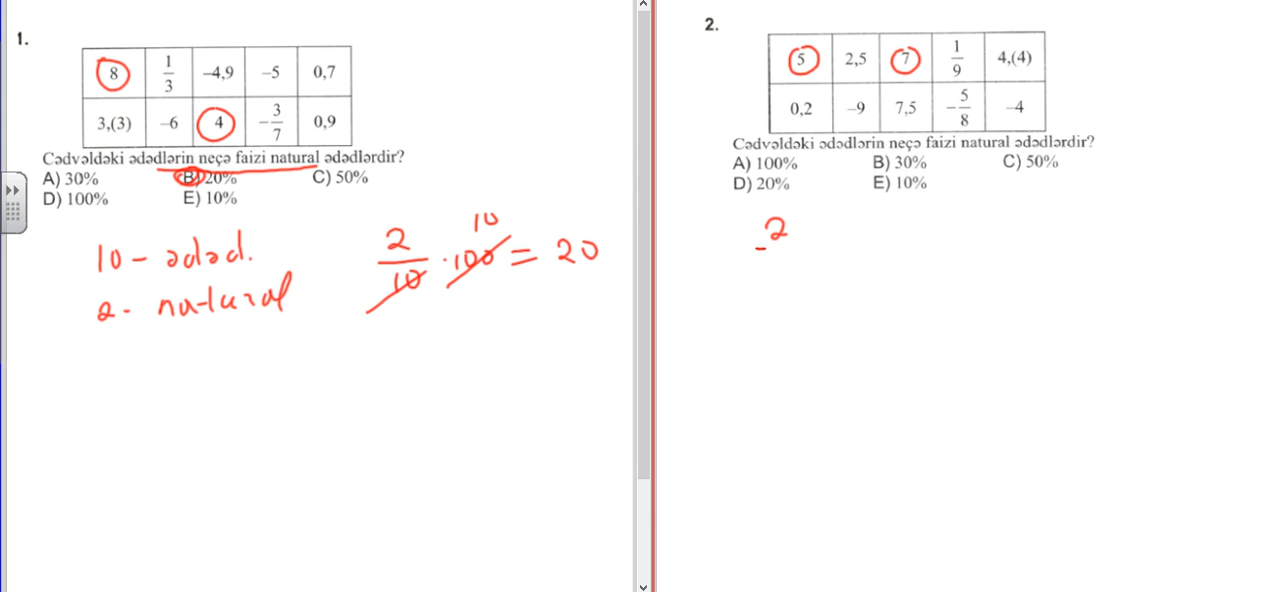 1.
8 1/3 –4,9 –5 0,7
3,(3) –6 4 –3/7 0,9
Cədvəldəki ədədlərin neçə faizi natural ədədlərdir?
A) 30% B) 20% C) 50%
D) 100% E) 10%
10 – ədəd.
2 - natural
2/10 · 100 = 20
10
2.
5 2,5 7 1/9 4,(4)
0,2 –9 7,5 –5/8 –4
Cədvəldəki ədədlərin neçə faizi natural ədədlərdir?
A) 100% B) 30% C) 50%
D) 20% E) 10%
2